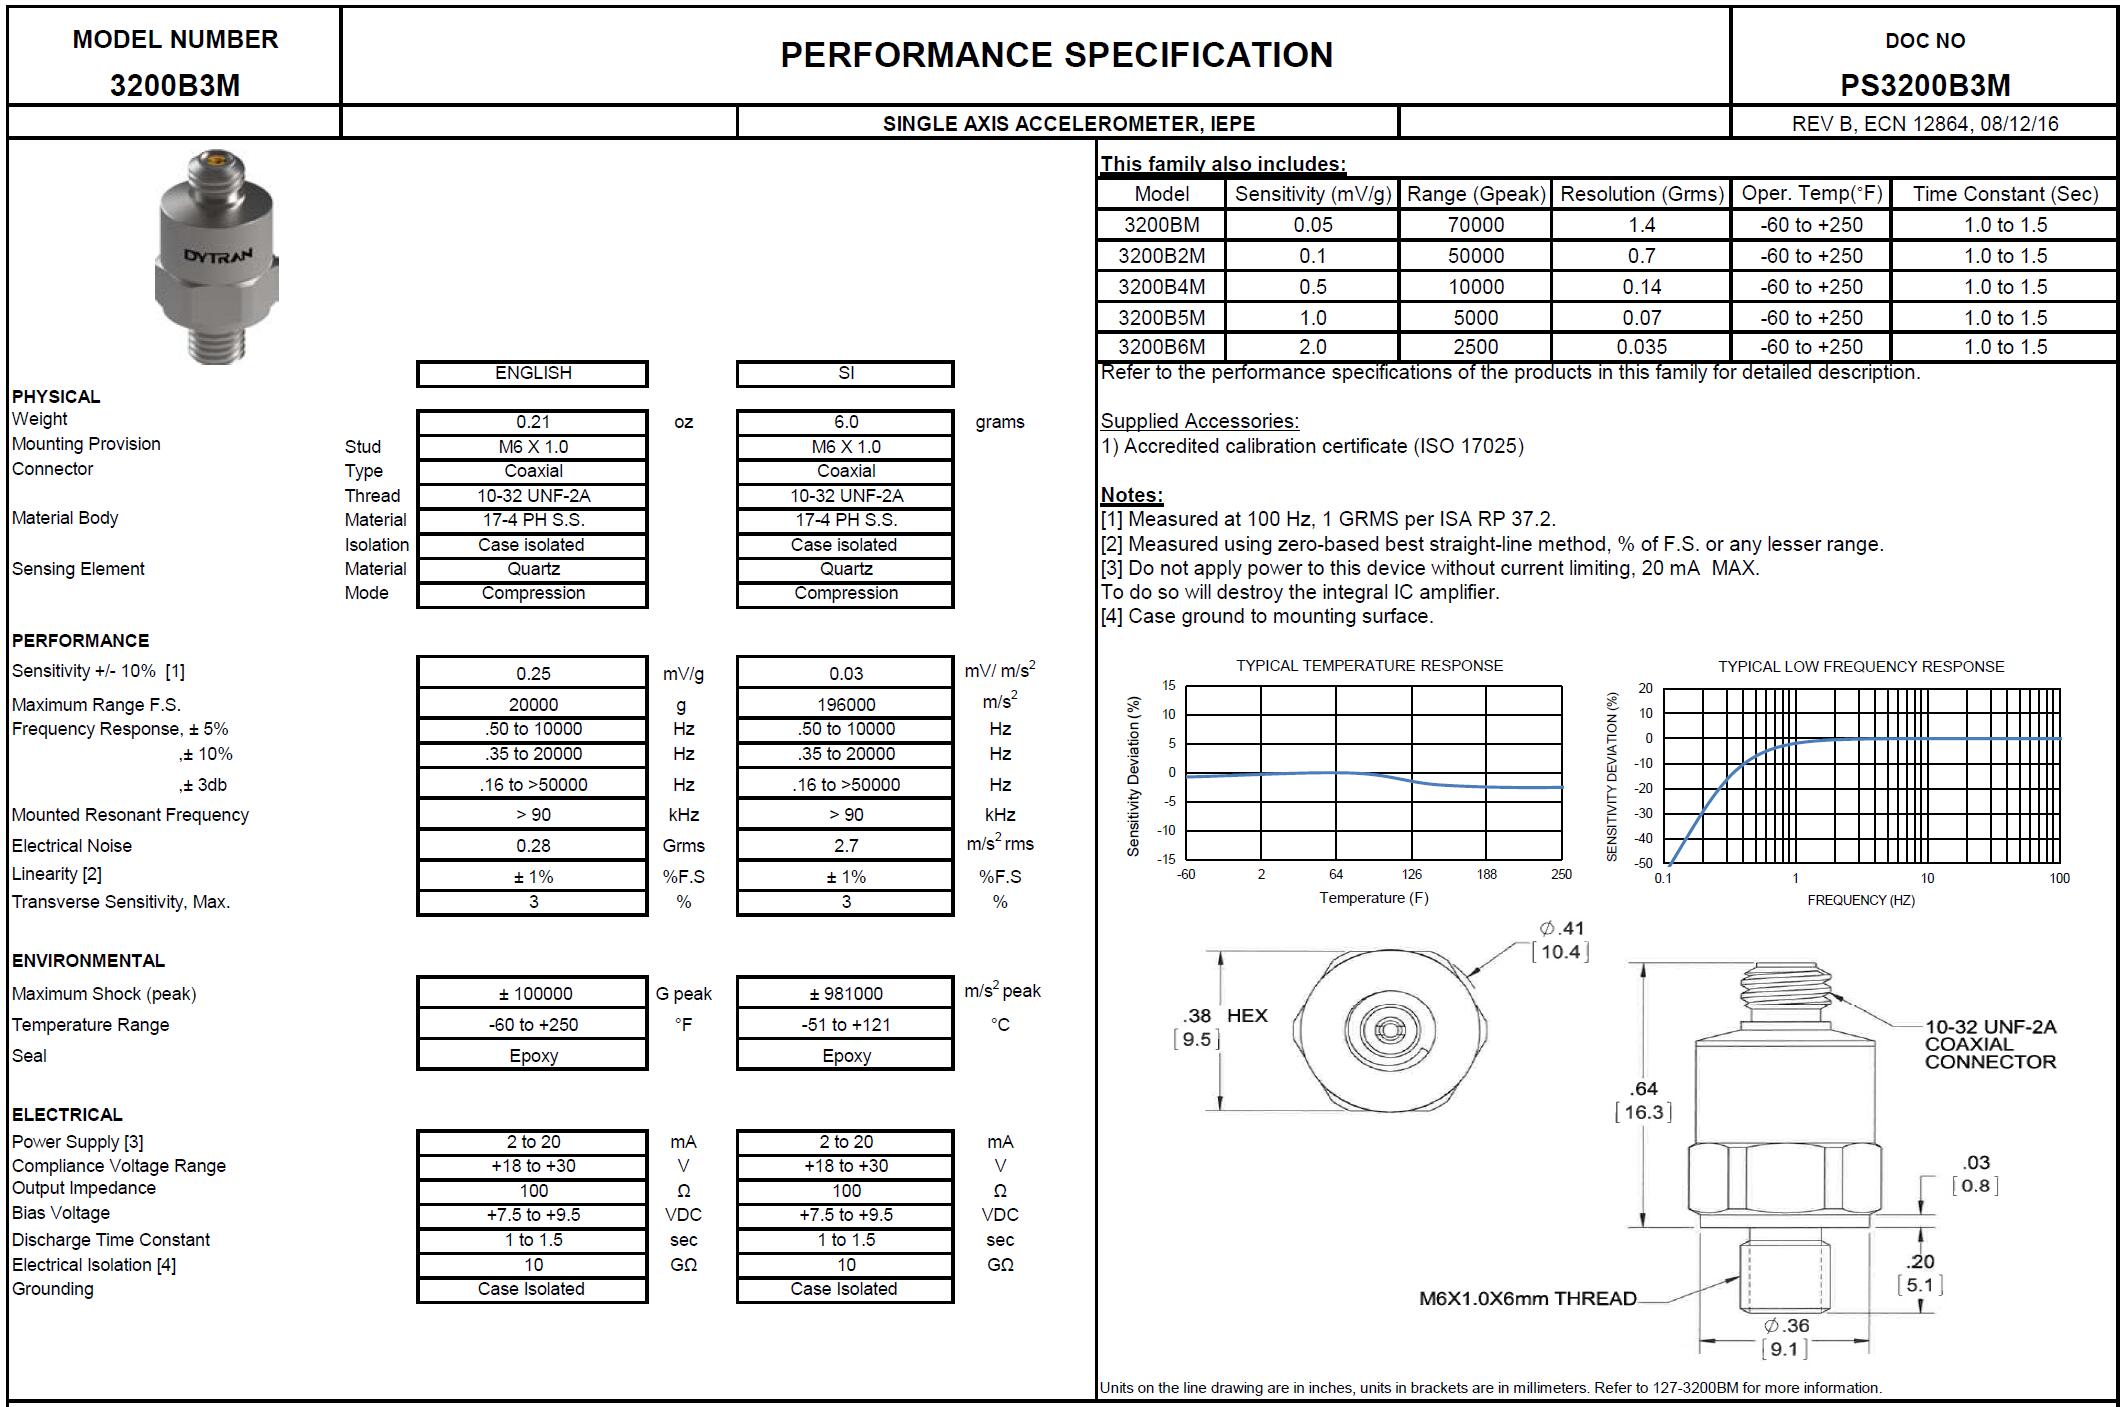 MODEL NUMBER
3200B3M
PERFORMANCE SPECIFICATION
DOC NO
PS3200B3M
SINGLE AXIS ACCELEROMETER, IEPE
REV B, ECN 12864, 08/12/16
DYTRAN
ENGLISH SI
PHYSICAL
Weight 0.21 oz 6.0 grams
Mounting Provision Stud M6 X 1.0 M6 X 1.0
Connector Type Coaxial Coaxial
Thread 10-32 UNF-2A 10-32 UNF-2A
Material Body Material 17-4 PH S.S. 17-4 PH S.S.
Isolation Case isolated Case isolated
Sensing Element Material Quartz Quartz
Mode Compression Compression
PERFORMANCE
Sensitivity +/- 10% [1] 0.25 mV/g 0.03 mV/ m/s²
Maximum Range F.S. 20000 g 196000 m/s²
Frequency Response, ± 5% .50 to 10000 Hz .50 to 10000 Hz
,± 10% .35 to 20000 Hz .35 to 20000 Hz
,± 3db .16 to >50000 Hz .16 to >50000 Hz
Mounted Resonant Frequency > 90 kHz > 90 kHz
Electrical Noise 0.28 Grms 2.7 m/s² rms
Linearity [2] ± 1% %F.S ± 1% %F.S
Transverse Sensitivity, Max. 3 % 3 %
ENVIRONMENTAL
Maximum Shock (peak) ± 100000 G peak ± 981000 m/s² peak
Temperature Range -60 to +250 °F -51 to +121 °C
Seal Epoxy Epoxy
ELECTRICAL
Power Supply [3] 2 to 20 mA 2 to 20 mA
Compliance Voltage Range +18 to +30 V +18 to +30 V
Output Impedance 100 Ω 100 Ω
Bias Voltage +7.5 to +9.5 VDC +7.5 to +9.5 VDC
Discharge Time Constant 1 to 1.5 sec 1 to 1.5 sec
Electrical Isolation [4] 10 GΩ 10 GΩ
Grounding Case Isolated Case Isolated
This family also includes:
Model Sensitivity (mV/g) Range (Gpeak) Resolution (Grms) Oper. Temp(°F) Time Constant (Sec)
3200BM 0.05 70000 1.4 -60 to +250 1.0 to 1.5
3200B2M 0.1 50000 0.7 -60 to +250 1.0 to 1.5
3200B4M 0.5 10000 0.14 -60 to +250 1.0 to 1.5
3200B5M 1.0 5000 0.07 -60 to +250 1.0 to 1.5
3200B6M 2.0 2500 0.035 -60 to +250 1.0 to 1.5
Refer to the performance specifications of the products in this family for detailed description.
Supplied Accessories:
1) Accredited calibration certificate (ISO 17025)
Notes:
[1] Measured at 100 Hz, 1 GRMS per ISA RP 37.2.
[2] Measured using zero-based best straight-line method, % of F.S. or any lesser range.
[3] Do not apply power to this device without current limiting, 20 mA MAX.
To do so will destroy the integral IC amplifier.
[4] Case ground to mounting surface.
TYPICAL TEMPERATURE RESPONSE
Sensitivity Deviation (%)
15
10
5
0
-5
-10
-15
-60 2 64 126 188 250
Temperature (F)
TYPICAL LOW FREQUENCY RESPONSE
SENSITIVITY DEVIATION (%)
20
10
0
-10
-20
-30
-40
-50
0.1 1 10 100
FREQUENCY (HZ)
Ø.41
[10.4]
.38 HEX
[9.5]
10-32 UNF-2A
COAXIAL
CONNECTOR
.64
[16.3]
.03
[0.8]
.20
[5.1]
M6X1.0X6mm THREAD
Ø.36
[9.1]
Units on the line drawing are in inches, units in brackets are in millimeters. Refer to 127-3200BM for more information.